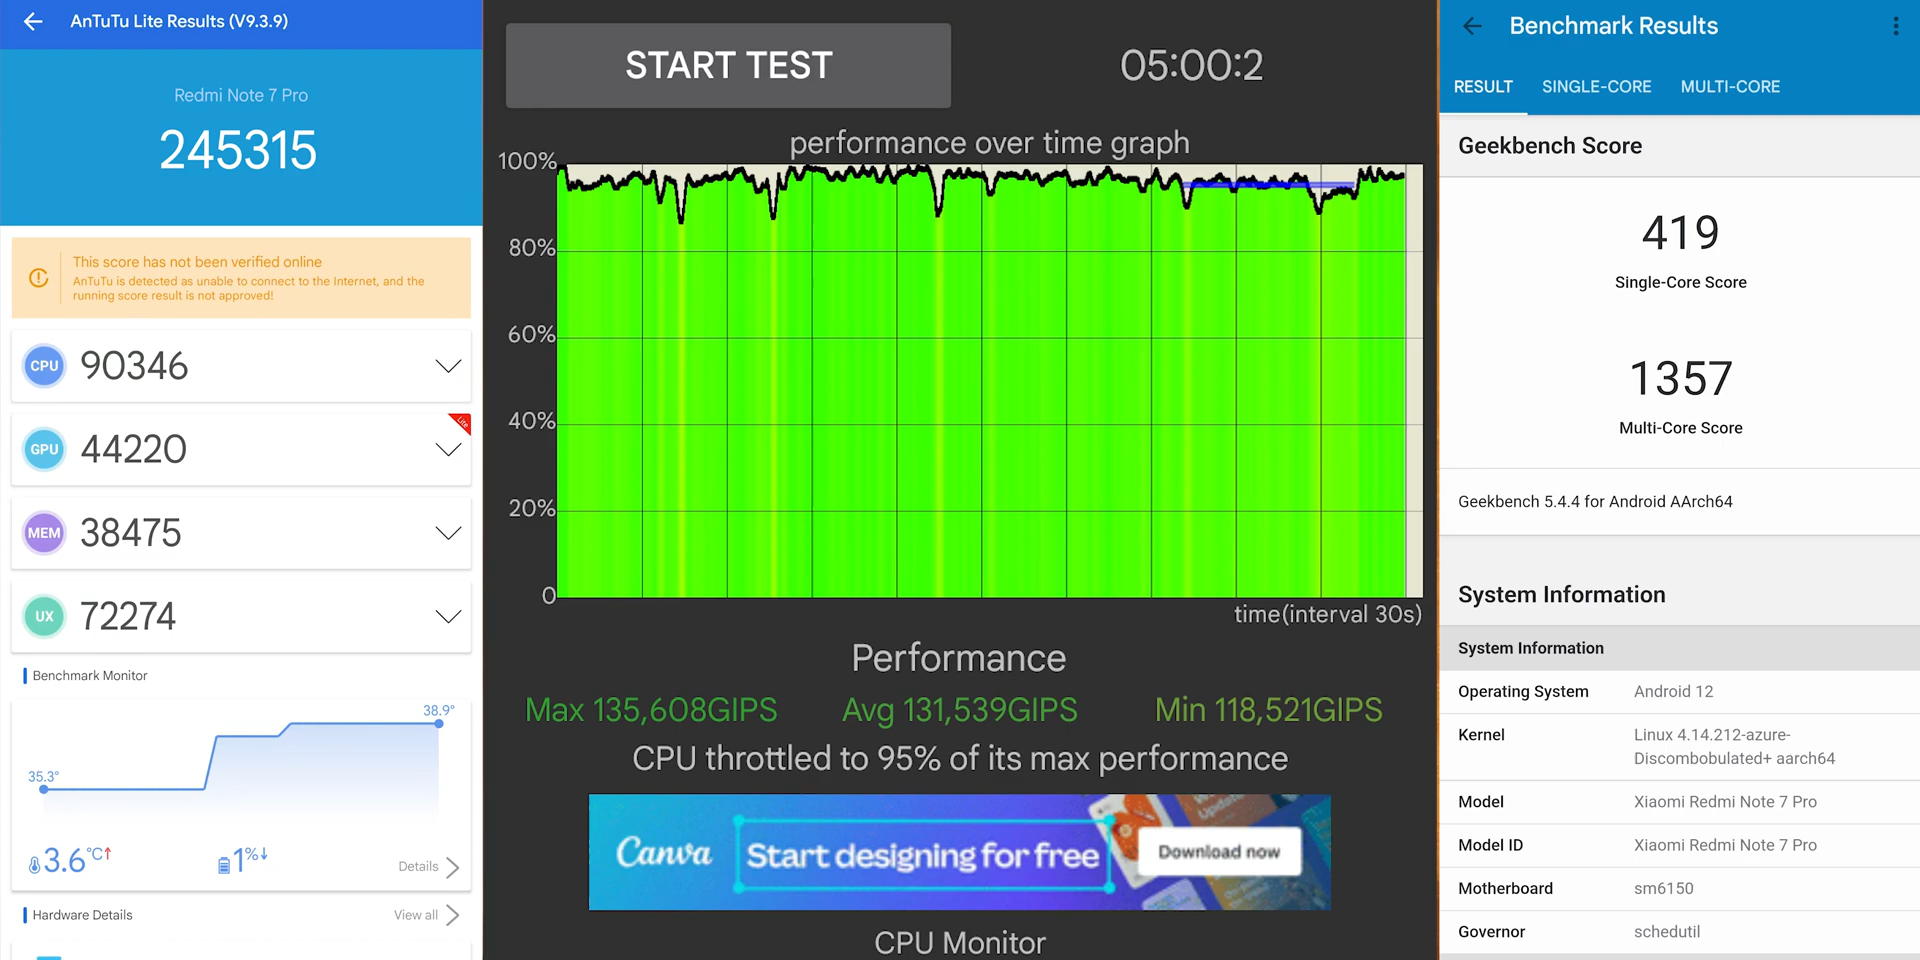 AnTuTu Lite Results (V9.3.9)
Redmi Note 7 Pro
245315
This score has not been verified online
AnTuTu is detected as unable to connect to the Internet, and the
running score result is not approved!
CPU 90346
Lite
GPU 44220
MEM 38475
UX 72274
Benchmark Monitor
38.9°
35.3°
3.6°C↑ 1%↓ Details
Hardware Details View all
START TEST 05:00:2
performance over time graph
100%
80%
60%
40%
20%
0
time(interval 30s)
Performance
Max 135,608GIPS Avg 131,539GIPS Min 118,521GIPS
CPU throttled to 95% of its max performance
Canva Start designing for free Download now
CPU Monitor
Benchmark Results
RESULT SINGLE-CORE MULTI-CORE
Geekbench Score
419
Single-Core Score
1357
Multi-Core Score
Geekbench 5.4.4 for Android AArch64
System Information
System Information
Operating System Android 12
Kernel Linux 4.14.212-azure-
Discombobulated+ aarch64
Model Xiaomi Redmi Note 7 Pro
Model ID Xiaomi Redmi Note 7 Pro
Motherboard sm6150
Governor schedutil